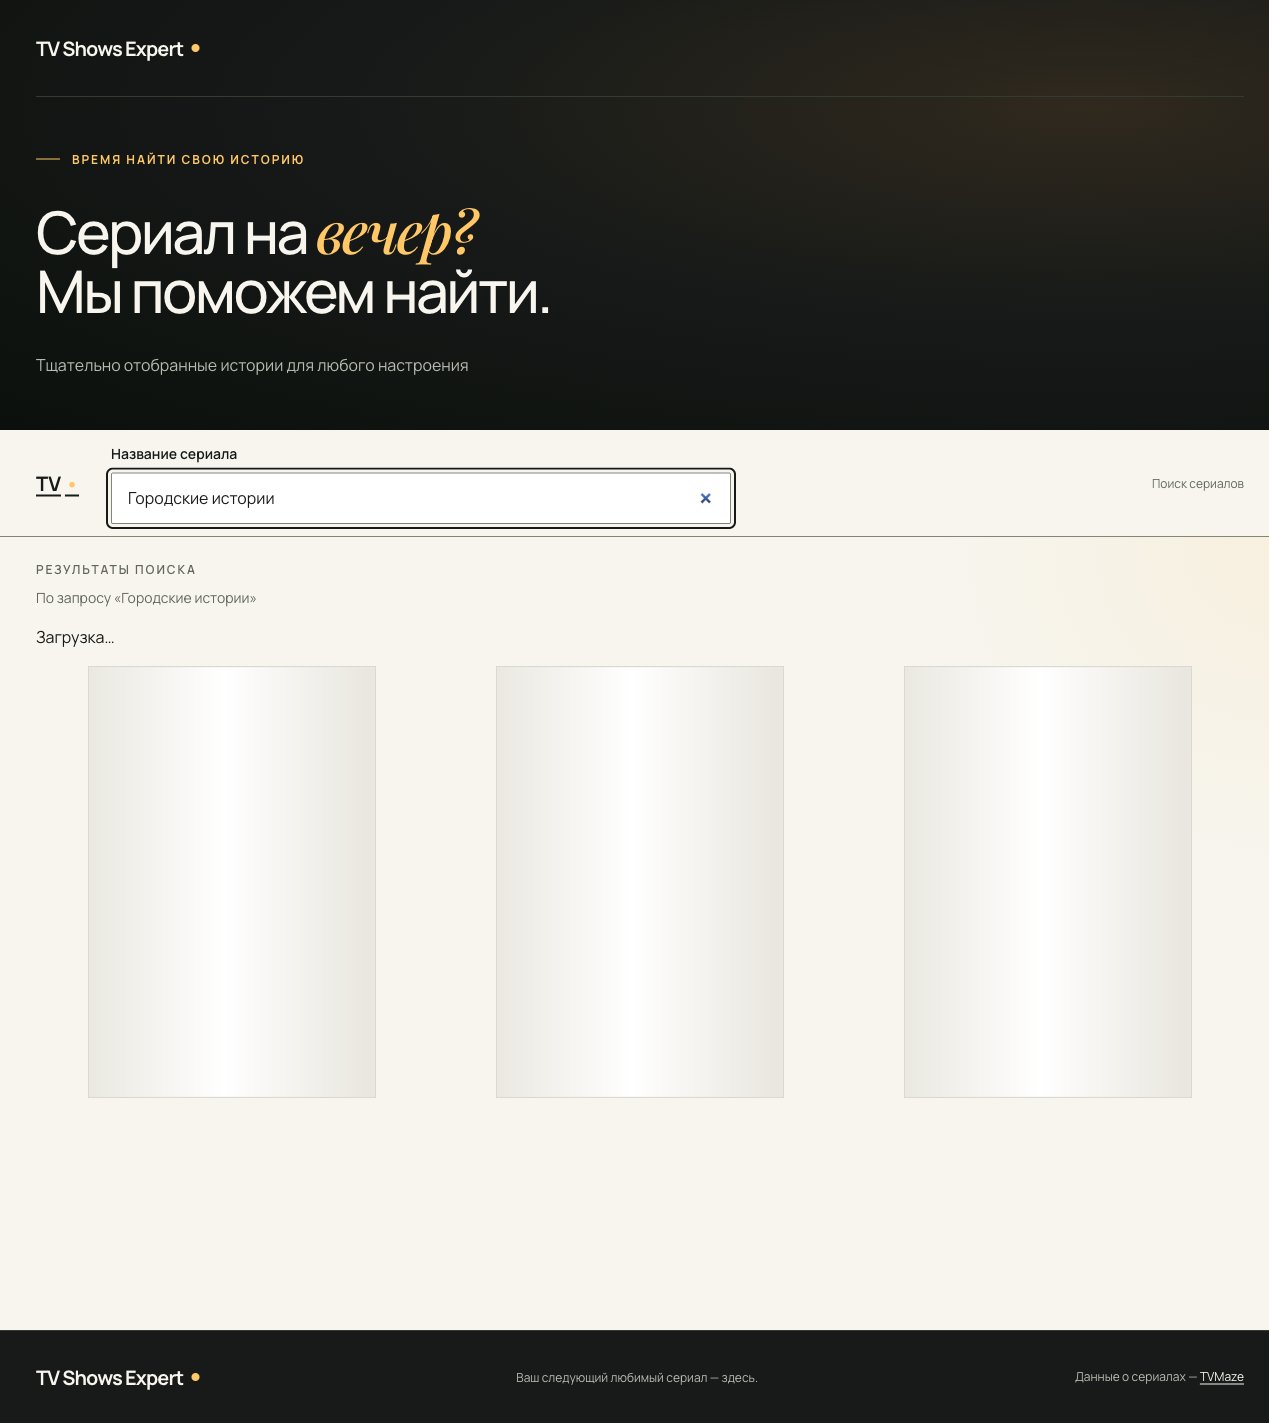 TV Shows Expert
ВРЕМЯ НАЙТИ СВОЮ ИСТОРИЮ
Сериал на вечер?
Мы поможем найти.
Тщательно отобранные истории для любого настроения
TV
Название сериала
Городские истории
Поиск сериалов
РЕЗУЛЬТАТЫ ПОИСКА
По запросу «Городские истории»
Загрузка…
TV Shows Expert
Ваш следующий любимый сериал — здесь.
Данные о сериалах — TVMaze